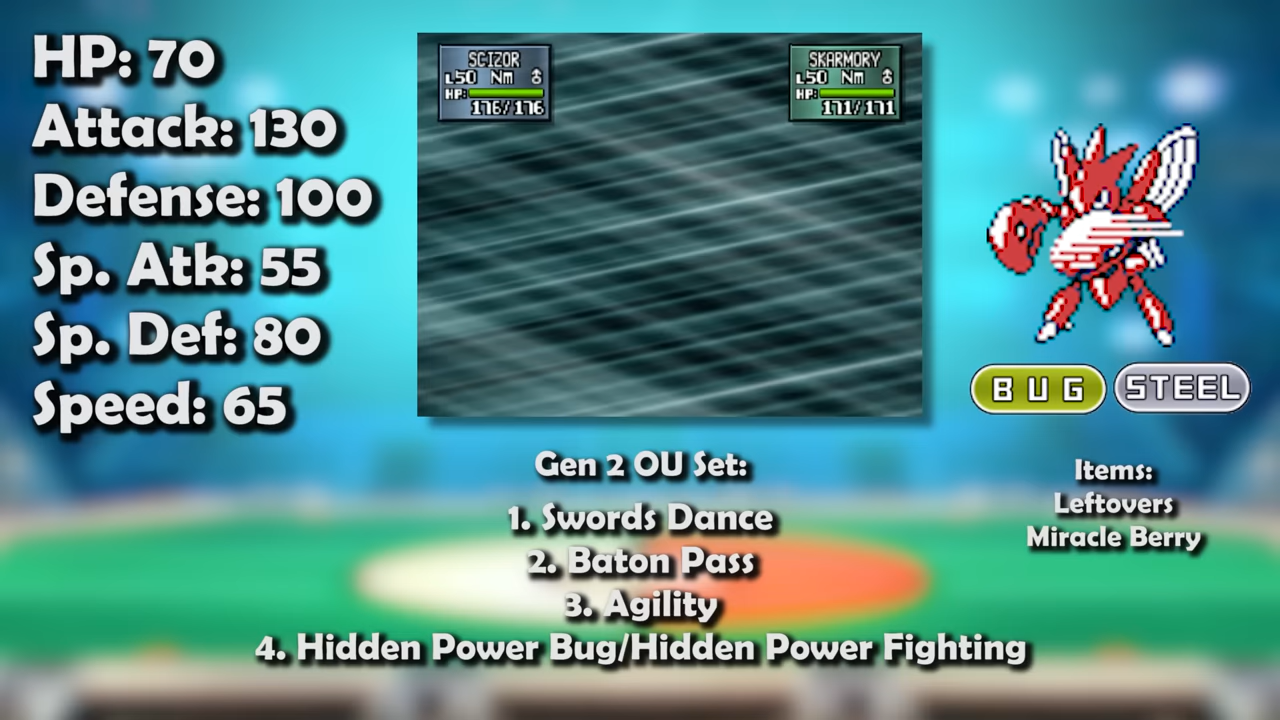 HP: 70
Attack: 130
Defense: 100
Sp. Atk: 55
Sp. Def: 80
Speed: 65
SCIZOR
L50 Nm ♂
HP:
176/176
SKARMORY
L50 Nm ♂
HP:
171/171
BUG
STEEL
Gen 2 OU Set:
1. Swords Dance
2. Baton Pass
3. Agility
4. Hidden Power Bug/Hidden Power Fighting
Items:
Leftovers
Miracle Berry